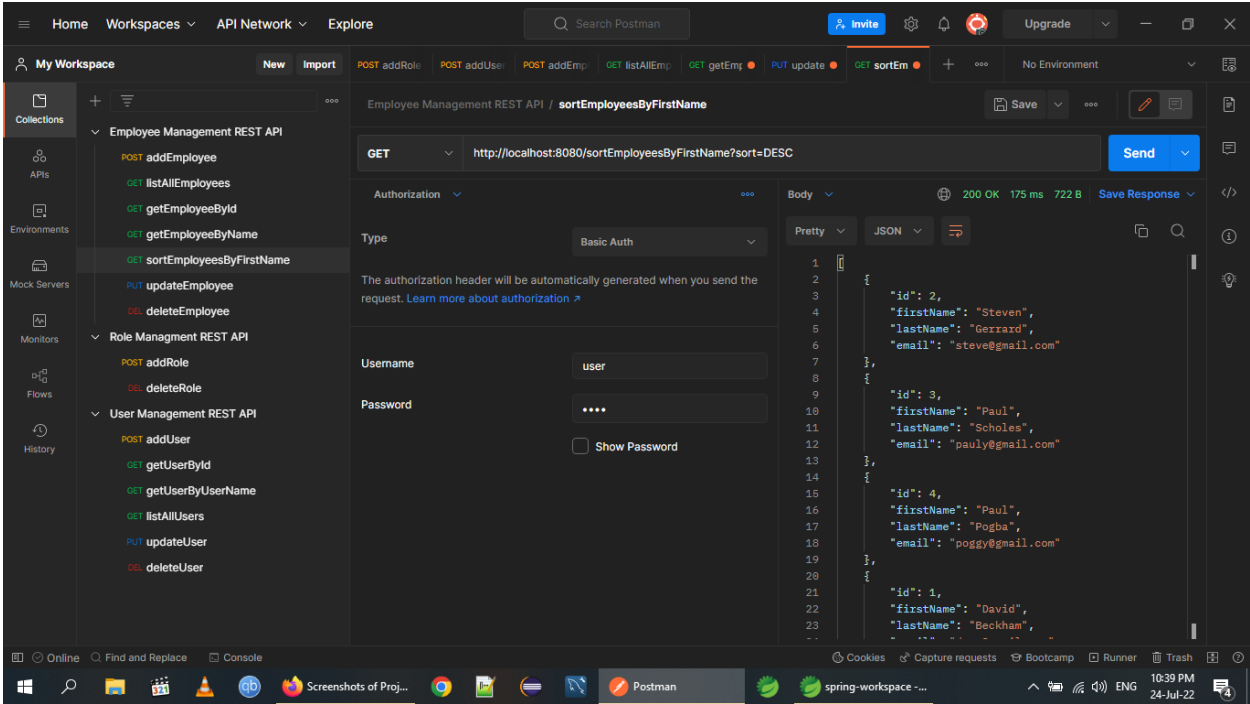 Home Workspaces API Network Explore Search Postman Invite Upgrade
My Workspace New Import POST addRole POST addUser POST addEmp GET listAllEmp GET getEmp PUT update GET sortEm No Environment
Collections
APIs
Environments
Mock Servers
Monitors
Flows
History
Employee Management REST API
POST addEmployee
GET listAllEmployees
GET getEmployeeById
GET getEmployeeByName
GET sortEmployeesByFirstName
PUT updateEmployee
DEL deleteEmployee
Role Managment REST API
POST addRole
DEL deleteRole
User Management REST API
POST addUser
GET getUserById
GET getUserByUserName
GET listAllUsers
PUT updateUser
DEL deleteUser
Employee Management REST API / sortEmployeesByFirstName Save
GET http://localhost:8080/sortEmployeesByFirstName?sort=DESC Send
Authorization
Type Basic Auth
The authorization header will be automatically generated when you send the
request. Learn more about authorization
Username user
Password ••••
Show Password
Body 200 OK 175 ms 722 B Save Response
Pretty JSON
1 [
2 {
3 "id": 2,
4 "firstName": "Steven",
5 "lastName": "Gerrard",
6 "email": "steve@gmail.com"
7 },
8 {
9 "id": 3,
10 "firstName": "Paul",
11 "lastName": "Scholes",
12 "email": "pauly@gmail.com"
13 },
14 {
15 "id": 4,
16 "firstName": "Paul",
17 "lastName": "Pogba",
18 "email": "poggy@gmail.com"
19 },
20 {
21 "id": 1,
22 "firstName": "David",
23 "lastName": "Beckham",
Online Find and Replace Console Cookies Capture requests Bootcamp Runner Trash
321 qb Screenshots of Proj... Postman spring-workspace -... ENG 10:39 PM
24-Jul-22 4